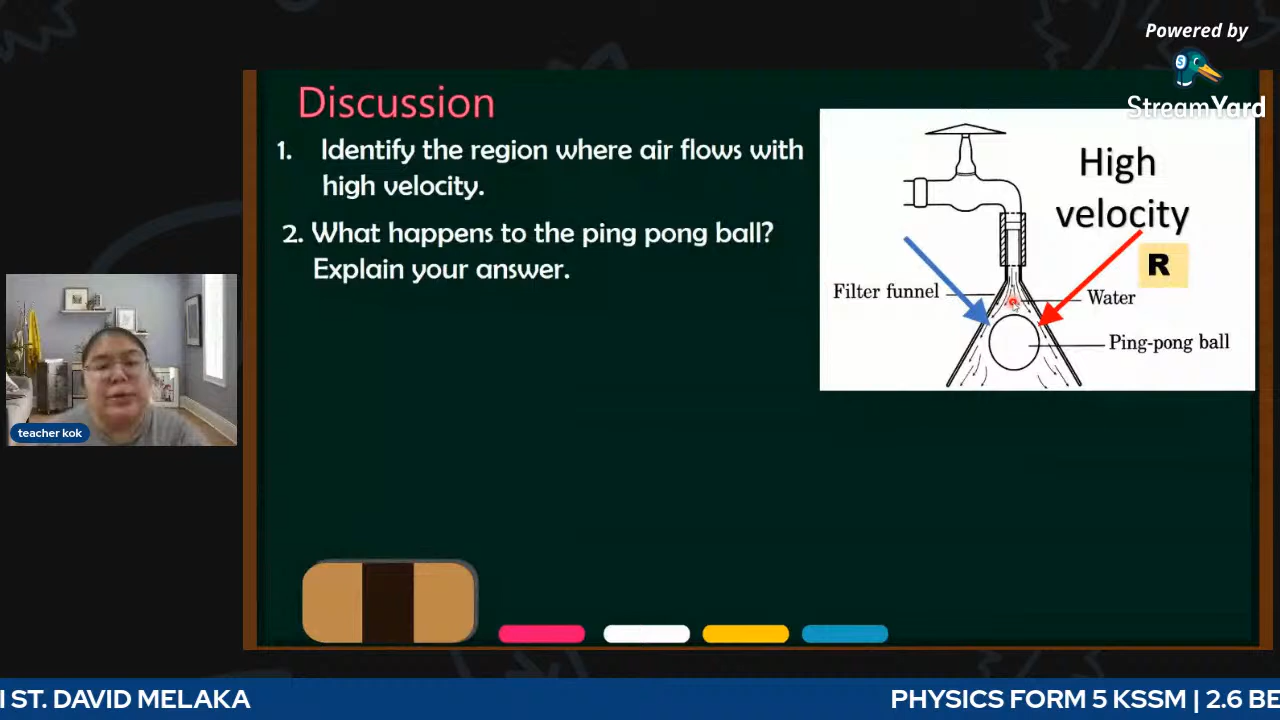 Powered by
StreamYard
Discussion
1. Identify the region where air flows with
high velocity.
2. What happens to the ping pong ball?
Explain your answer.
High
velocity
R
Filter funnel
Water
Ping-pong ball
teacher kok
I ST. DAVID MELAKA
PHYSICS FORM 5 KSSM | 2.6 BE